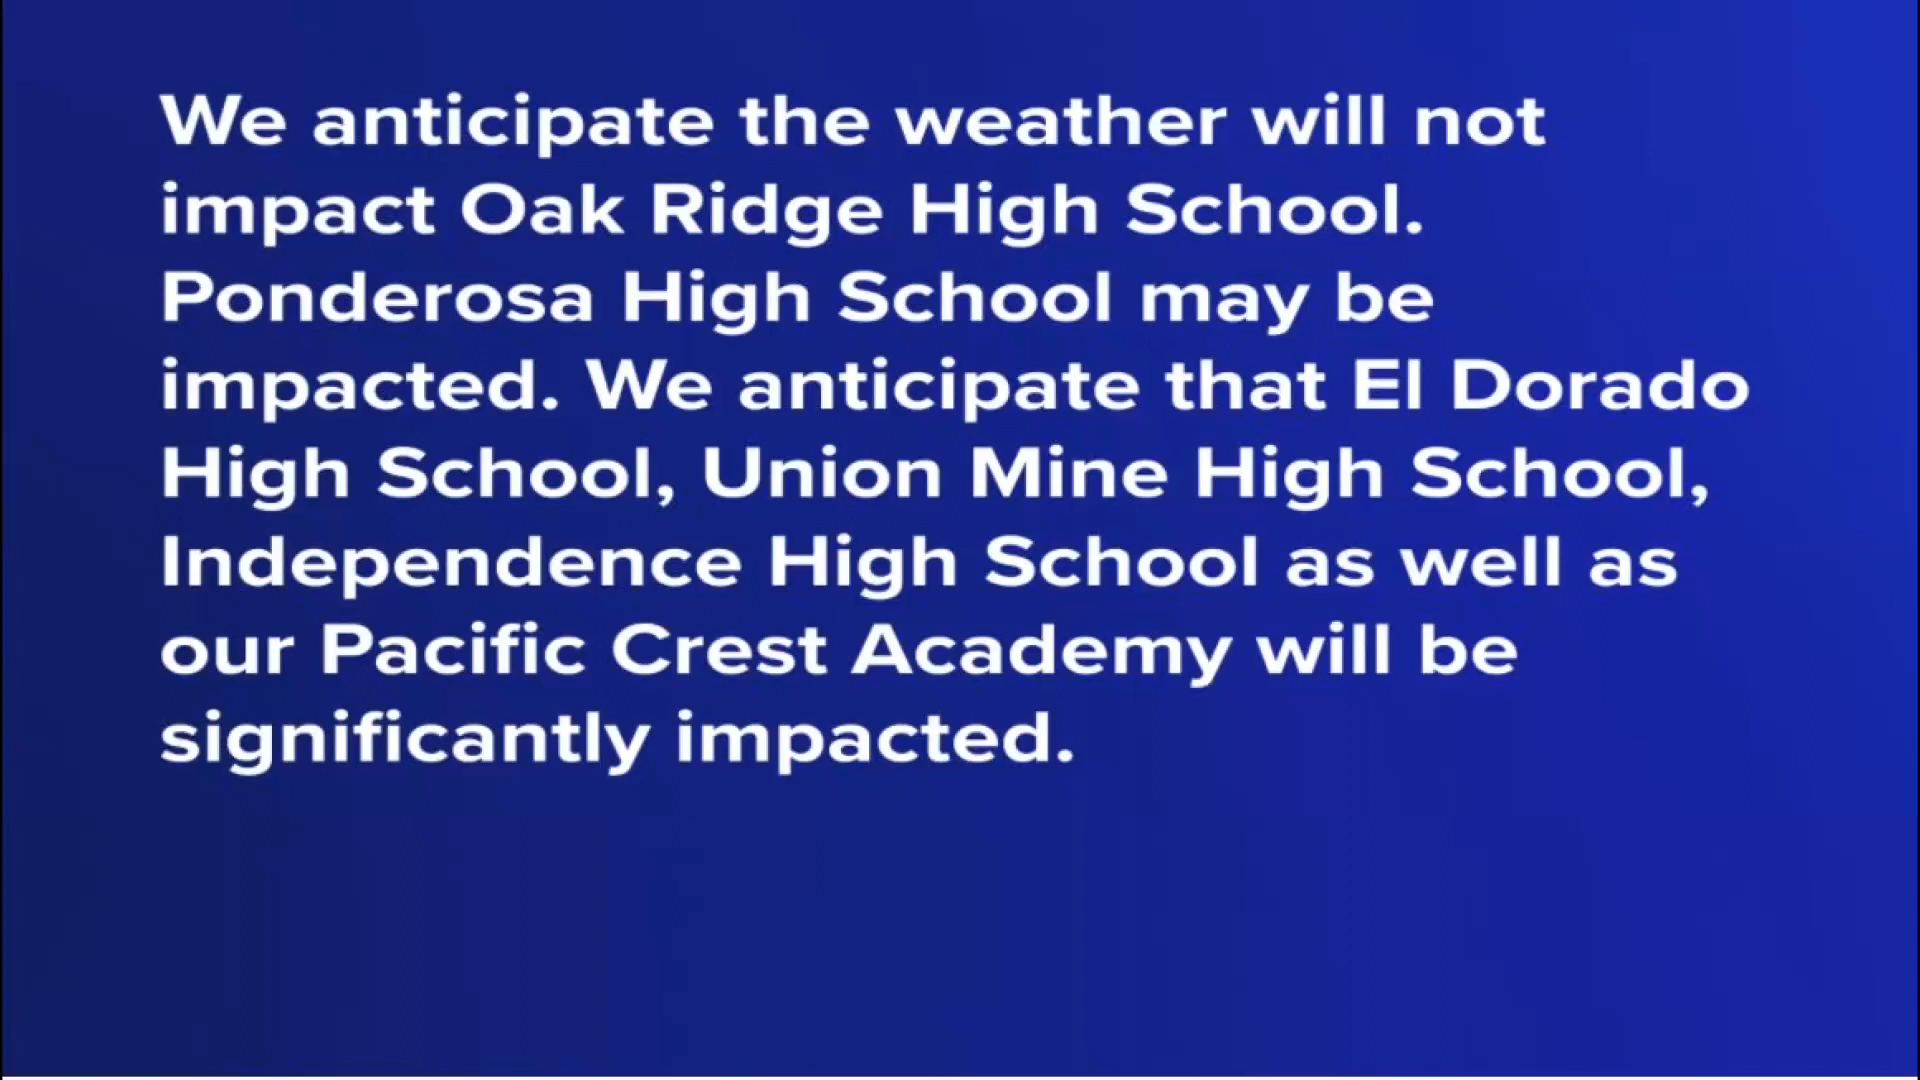 We anticipate the weather will not
impact Oak Ridge High School.
Ponderosa High School may be
impacted. We anticipate that El Dorado
High School, Union Mine High School,
Independence High School as well as
our Pacific Crest Academy will be
significantly impacted.